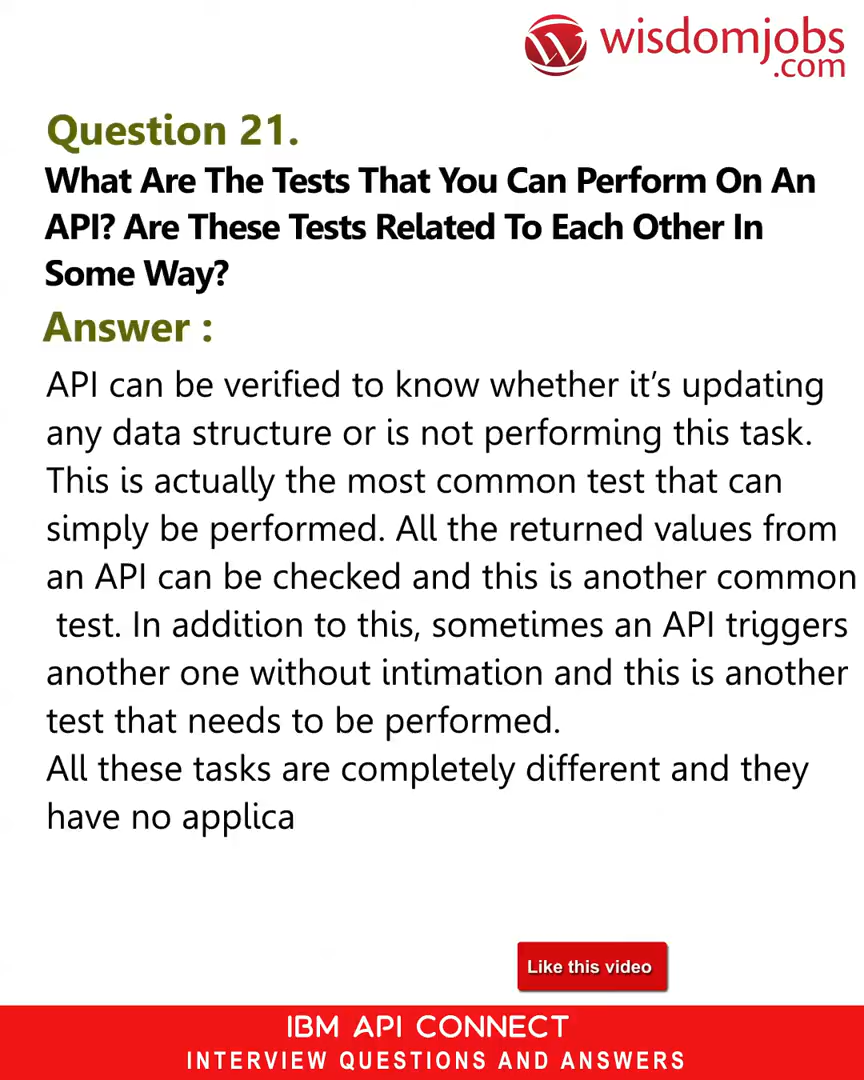 wisdomjobs
.com
Question 21.
What Are The Tests That You Can Perform On An
API? Are These Tests Related To Each Other In
Some Way?
Answer :
API can be verified to know whether it’s updating
any data structure or is not performing this task.
This is actually the most common test that can
simply be performed. All the returned values from
an API can be checked and this is another common
test. In addition to this, sometimes an API triggers
another one without intimation and this is another
test that needs to be performed.
All these tasks are completely different and they
have no applica
Like this video
IBM API CONNECT
INTERVIEW QUESTIONS AND ANSWERS